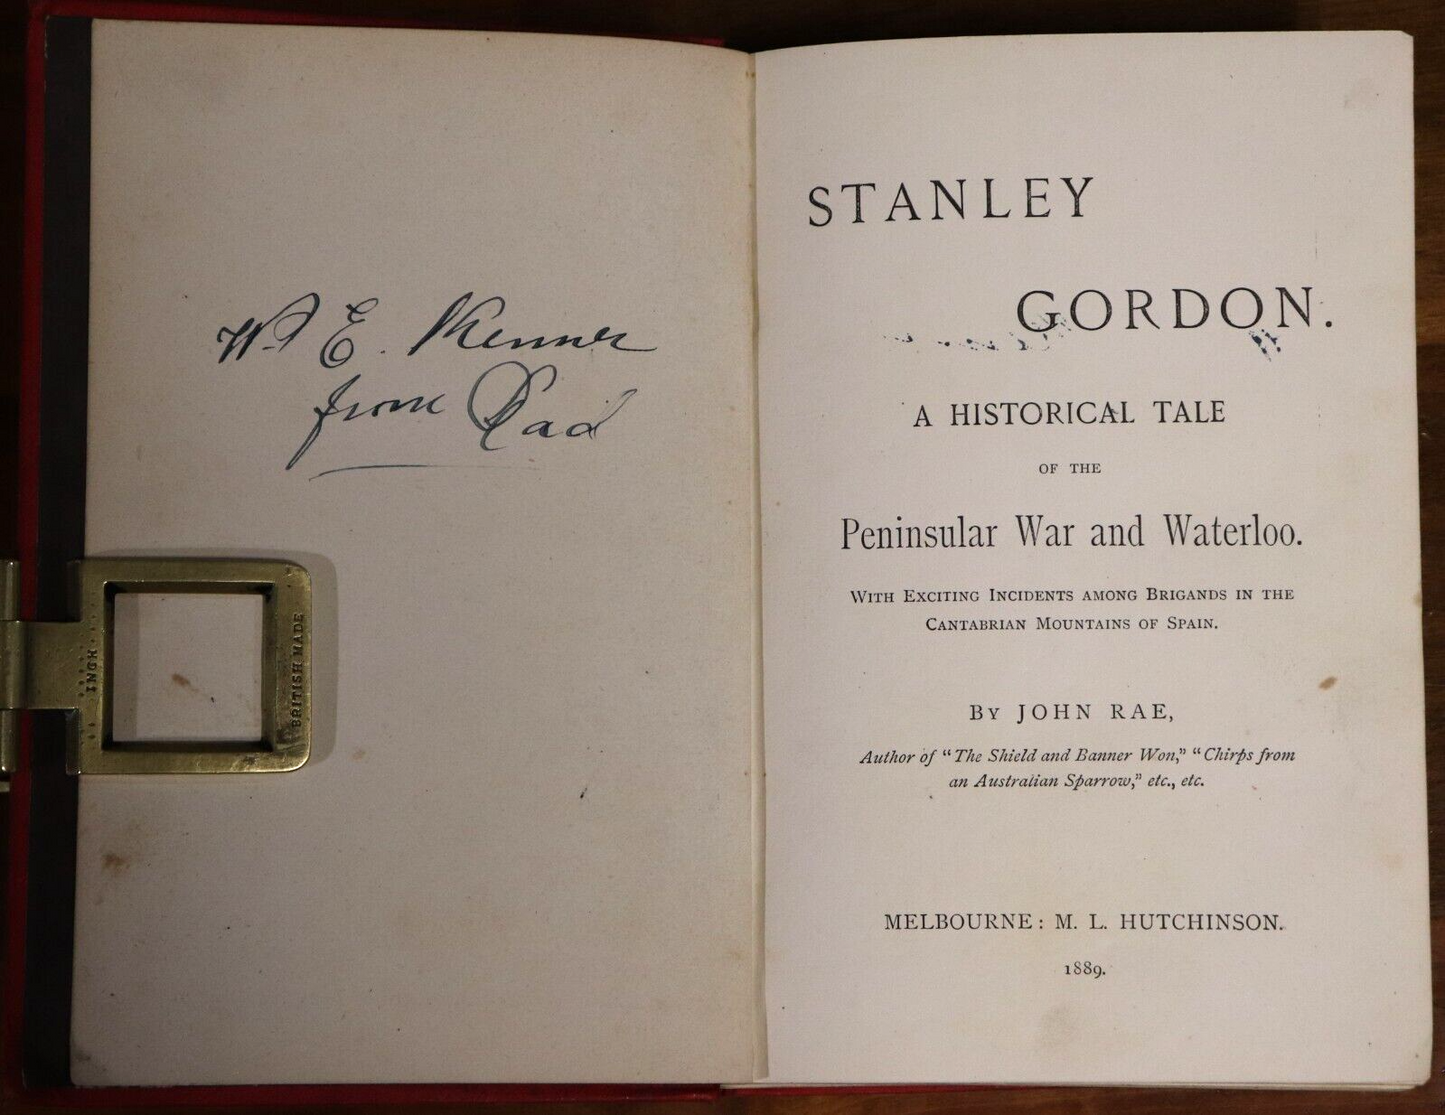 W E. Kenner
from Dad
INGH
BRITISH MADE
STANLEY
GORDON.
A HISTORICAL TALE
OF THE
Peninsular War and Waterloo.
WITH EXCITING INCIDENTS AMONG BRIGANDS IN THE
CANTABRIAN MOUNTAINS OF SPAIN.
BY JOHN RAE,
Author of "The Shield and Banner Won," "Chirps from
an Australian Sparrow," etc., etc.
MELBOURNE: M. L. HUTCHINSON.
1889.